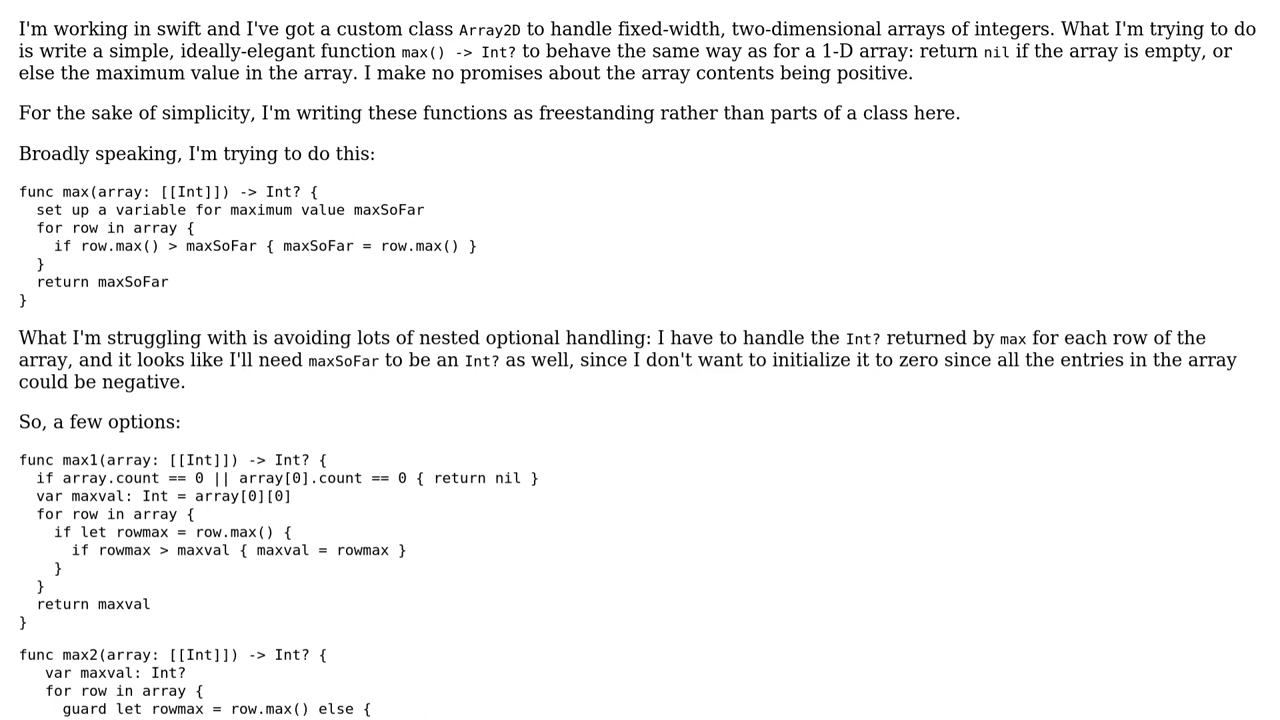 I'm working in swift and I've got a custom class Array2D to handle fixed-width, two-dimensional arrays of integers. What I'm trying to do
is write a simple, ideally-elegant function max() -> Int? to behave the same way as for a 1-D array: return nil if the array is empty, or
else the maximum value in the array. I make no promises about the array contents being positive.
For the sake of simplicity, I'm writing these functions as freestanding rather than parts of a class here.
Broadly speaking, I'm trying to do this:
func max(array: [[Int]]) -> Int? {
  set up a variable for maximum value maxSoFar
  for row in array {
    if row.max() > maxSoFar { maxSoFar = row.max() }
  }
  return maxSoFar
}
What I'm struggling with is avoiding lots of nested optional handling: I have to handle the Int? returned by max for each row of the
array, and it looks like I'll need maxSoFar to be an Int? as well, since I don't want to initialize it to zero since all the entries in the array
could be negative.
So, a few options:
func max1(array: [[Int]]) -> Int? {
  if array.count == 0 || array[0].count == 0 { return nil }
  var maxval: Int = array[0][0]
  for row in array {
    if let rowmax = row.max() {
      if rowmax > maxval { maxval = rowmax }
    }
  }
  return maxval
}
func max2(array: [[Int]]) -> Int? {
   var maxval: Int?
   for row in array {
     guard let rowmax = row.max() else {